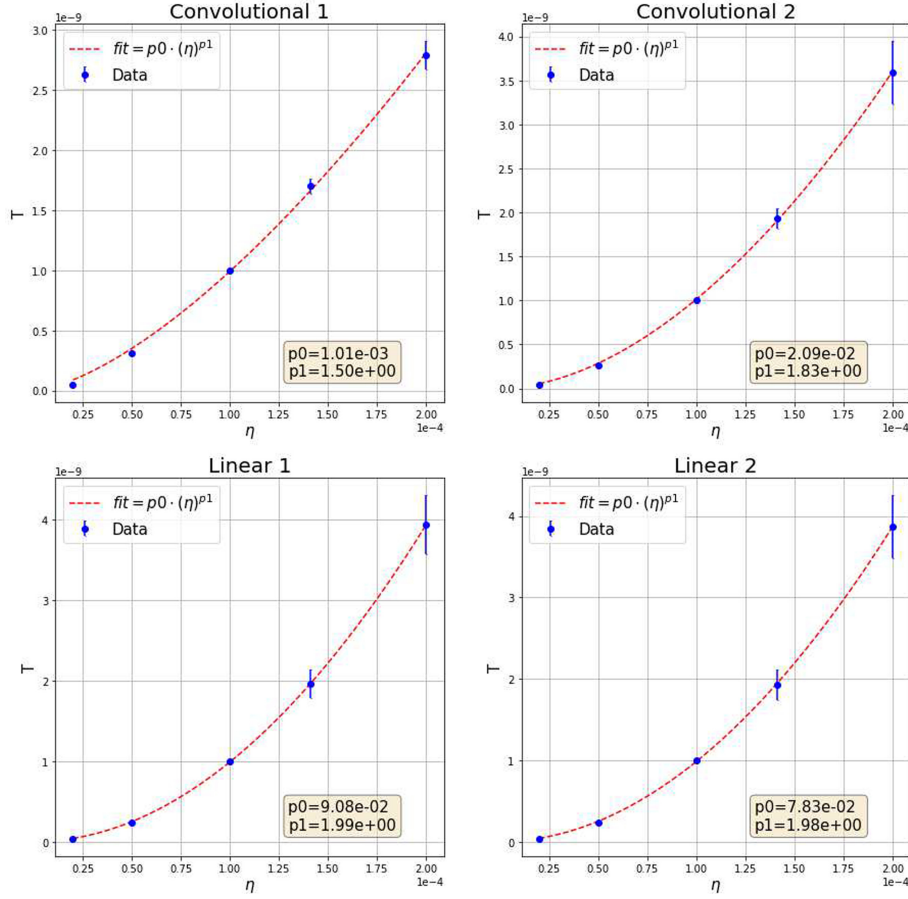 Convolutional 1
1e−9
fit = p0 · (η)^p1
Data
3.0
2.5
2.0
1.5
1.0
0.5
0.0
T
p0=1.01e-03
p1=1.50e+00
0.25 0.50 0.75 1.00 1.25 1.50 1.75 2.00
1e−4
η
Convolutional 2
1e−9
fit = p0 · (η)^p1
Data
4.0
3.5
3.0
2.5
2.0
1.5
1.0
0.5
0.0
T
p0=2.09e-02
p1=1.83e+00
0.25 0.50 0.75 1.00 1.25 1.50 1.75 2.00
1e−4
η
Linear 1
1e−9
fit = p0 · (η)^p1
Data
4
3
2
1
0
T
p0=9.08e-02
p1=1.99e+00
0.25 0.50 0.75 1.00 1.25 1.50 1.75 2.00
1e−4
η
Linear 2
1e−9
fit = p0 · (η)^p1
Data
4
3
2
1
0
T
p0=7.83e-02
p1=1.98e+00
0.25 0.50 0.75 1.00 1.25 1.50 1.75 2.00
1e−4
η